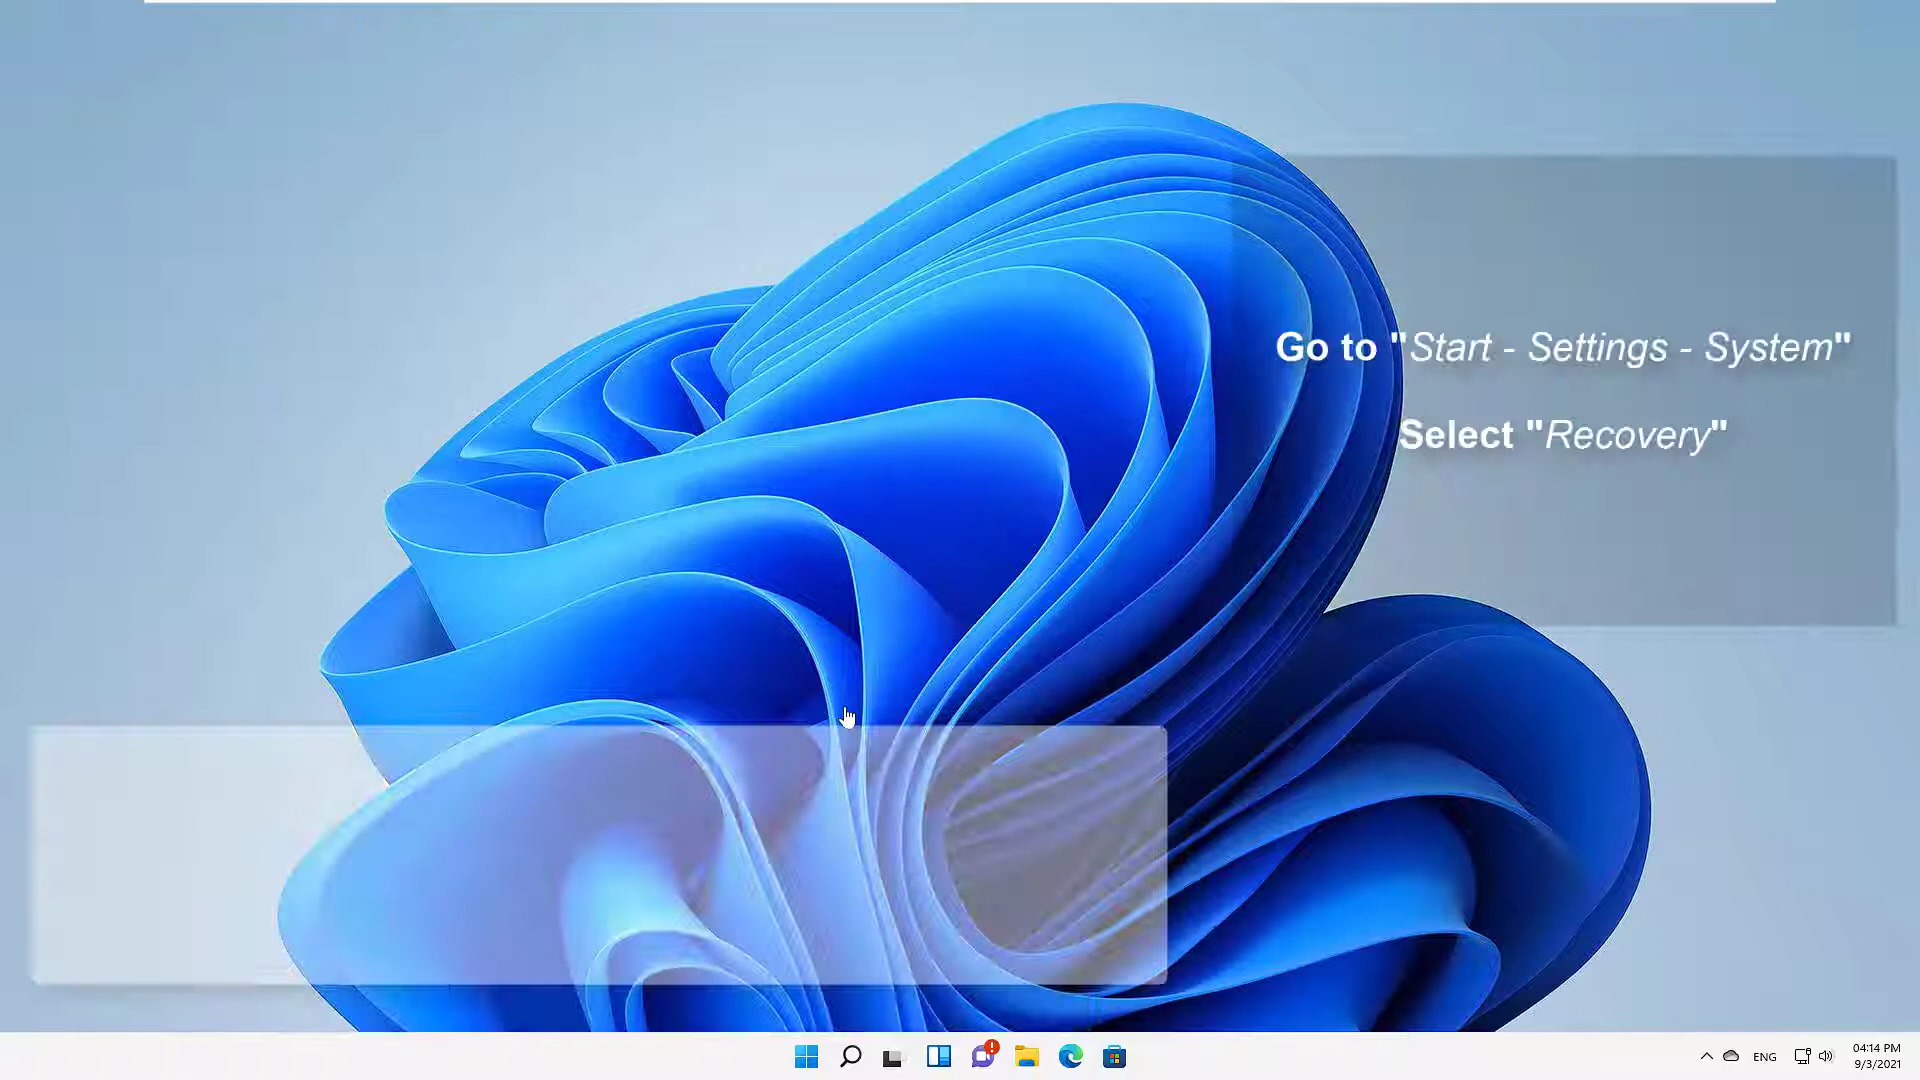 Go to "Start - Settings - System"
Select "Recovery"
ENG
04:14 PM
9/3/2021